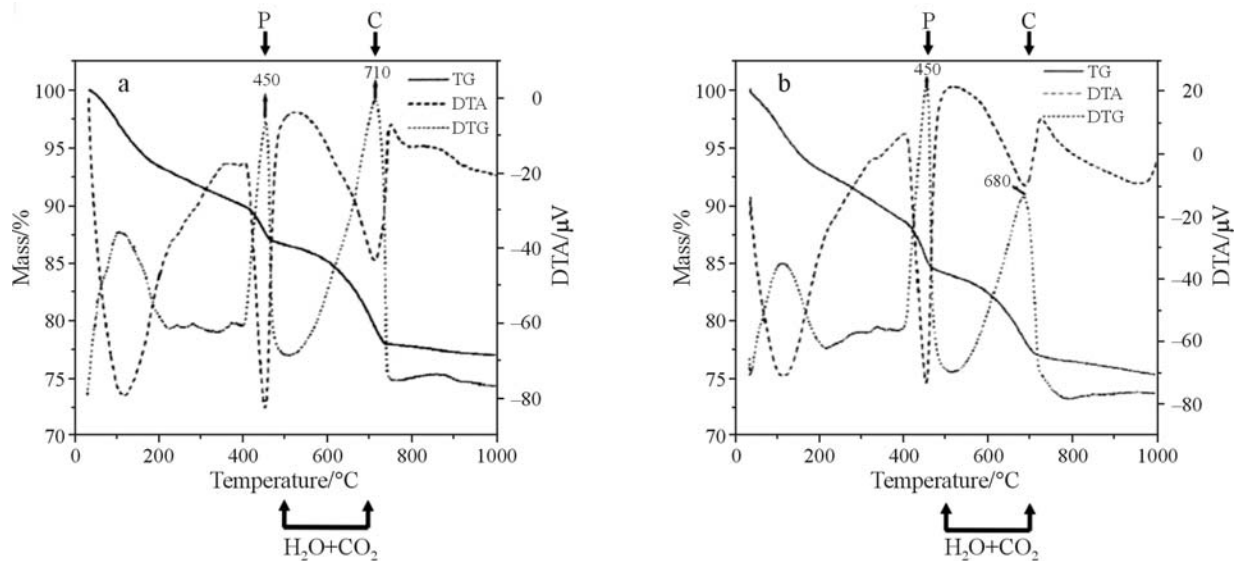 P C
a
450
710
TG
DTA
DTG
100
95
90
85
80
75
70
Mass/%
0
–20
–40
–60
–80
DTA/μV
0 200 400 600 800 1000
Temperature/°C
H₂O+CO₂
P C
b
450
680
TG
DTA
DTG
100
95
90
85
80
75
70
Mass/%
20
0
–20
–40
–60
–80
DTA/μV
0 200 400 600 800 1000
Temperature/°C
H₂O+CO₂